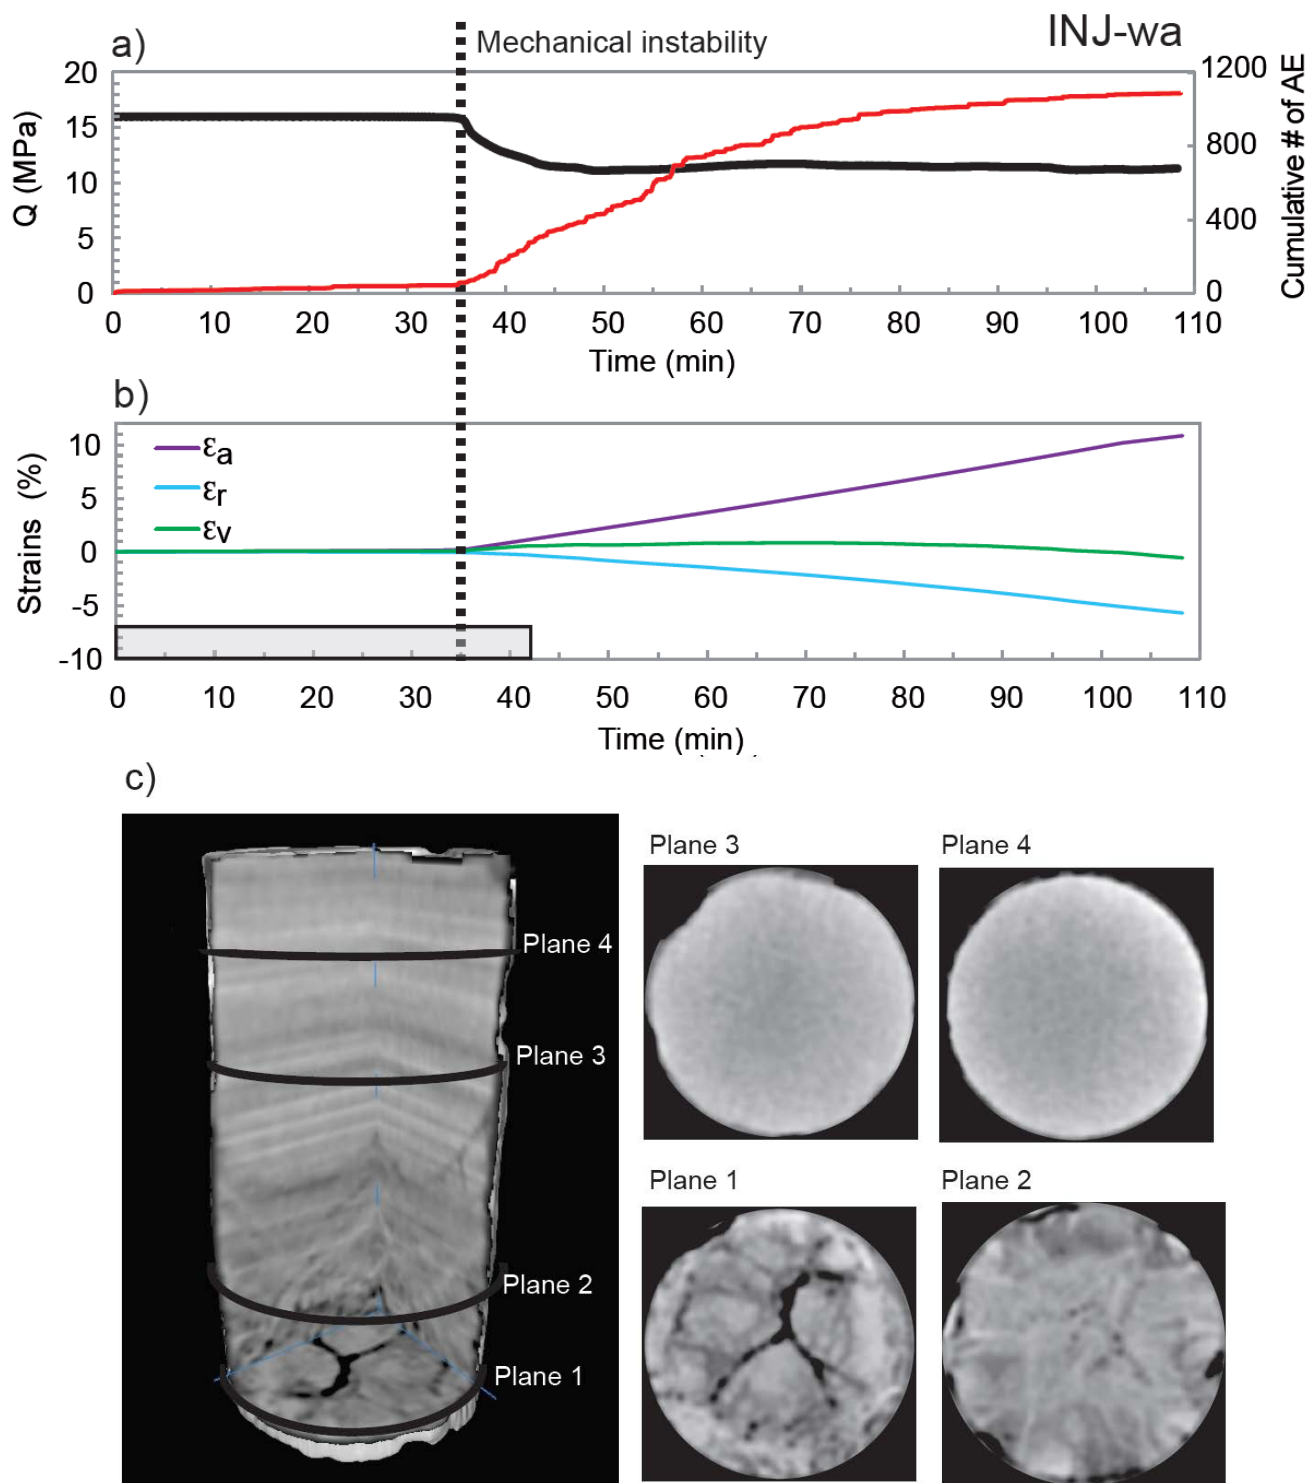 a)
Mechanical instability
INJ-wa
20
15
10
5
0
Q (MPa)
1200
800
400
0
Cumulative # of AE
0 10 20 30 40 50 60 70 80 90 100 110
Time (min)
b)
εa
εr
εv
10
5
0
-5
-10
Strains (%)
0 10 20 30 40 50 60 70 80 90 100 110
Time (min)
c)
Plane 4
Plane 3
Plane 2
Plane 1
Plane 3
Plane 4
Plane 1
Plane 2